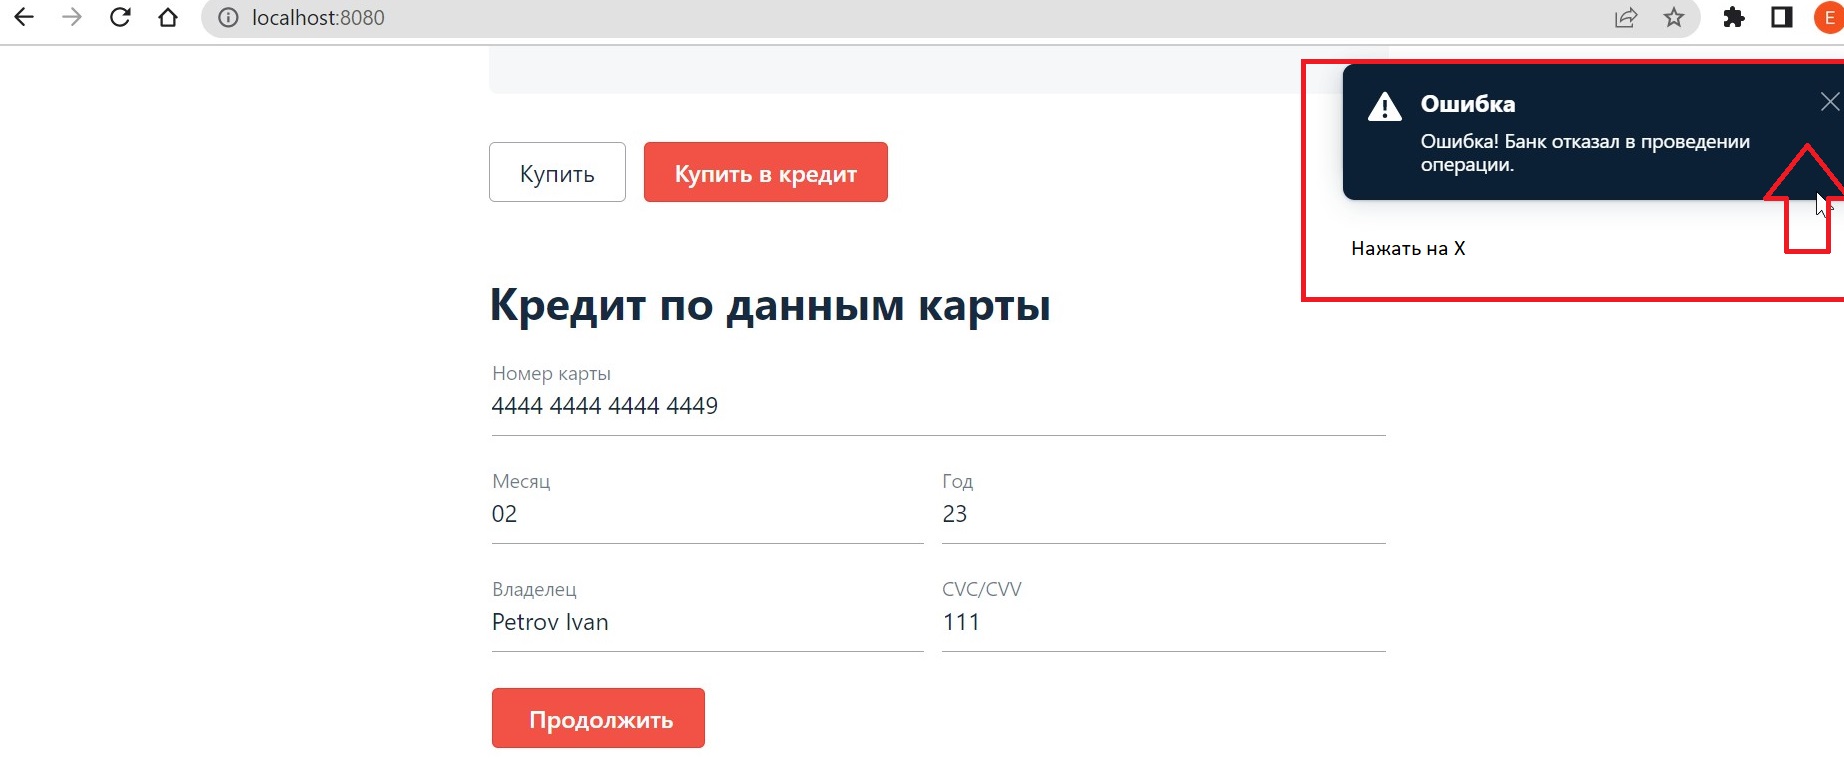 localhost:8080
E
Ошибка
Ошибка! Банк отказал в проведении
операции.
Купить
Купить в кредит
Нажать на X
Кредит по данным карты
Номер карты
4444 4444 4444 4449
Месяц
Год
02
23
Владелец
CVC/CVV
Petrov Ivan
111
Продолжить